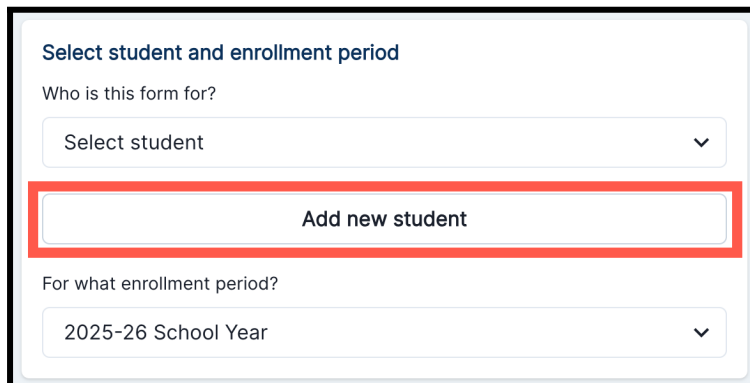 Select student and enrollment period
Who is this form for?
Select student
Add new student
For what enrollment period?
2025-26 School Year